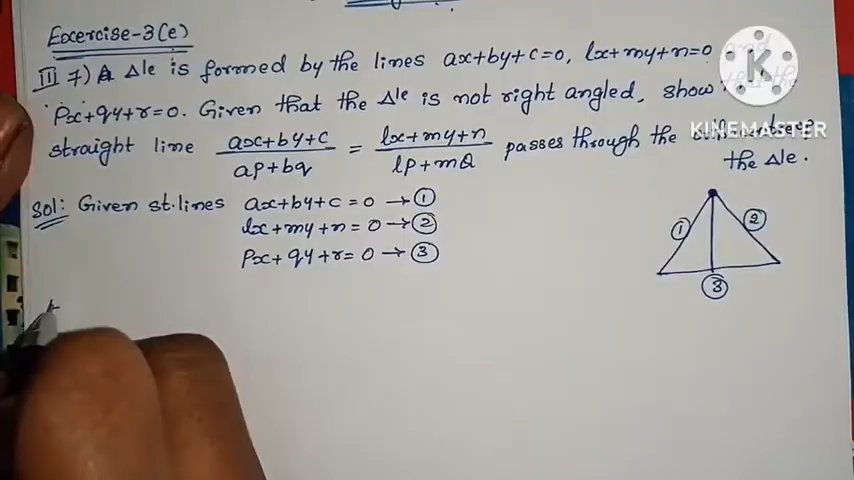 Exercise-3(e)
III 7) A Δle is formed by the lines ax+by+c=0, lx+my+n=0 and
px+qy+r=0. Given that the Δle is not right angled, show
straight line (ax+by+c)/(ap+bq) = (lx+my+n)/(lp+mq) passes through the
the Δle.
Sol: Given st.lines ax+by+c=0 → ①
lx+my+n=0 → ②
px+qy+r=0 → ③
① ②
③
K
KINEMASTER